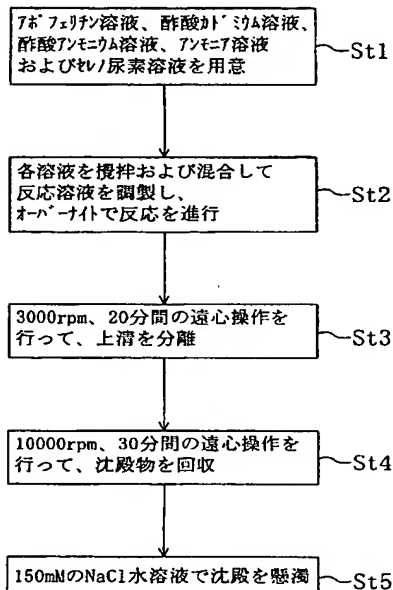 ｱﾎﾟﾌｪﾘﾁﾝ溶液、酢酸ｶﾄﾞﾐｳﾑ溶液、
酢酸ｱﾝﾓﾆｳﾑ溶液、ｱﾝﾓﾆｱ溶液
およびｾﾚﾉ尿素溶液を用意
St1
各溶液を攪拌および混合して
反応溶液を調製し、
ｵｰﾊﾞｰﾅｲﾄで反応を進行
St2
3000rpm、20分間の遠心操作を
行って、上清を分離
St3
10000rpm、30分間の遠心操作を
行って、沈殿物を回収
St4
150mMのNaCl水溶液で沈殿を懸濁
St5